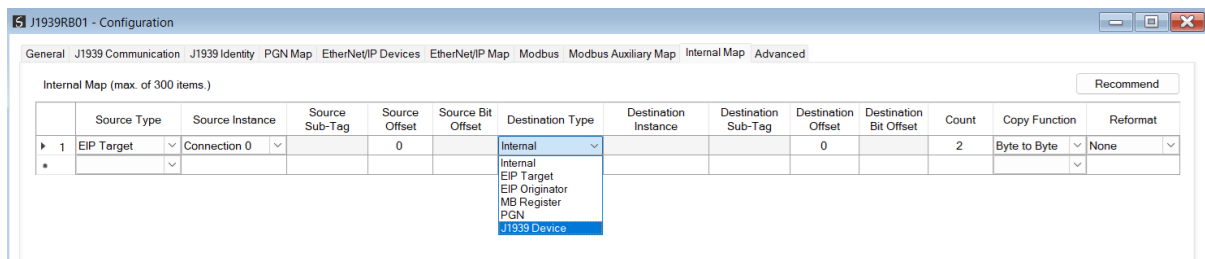 J1939RB01 - Configuration
General J1939 Communication J1939 Identity PGN Map EtherNet/IP Devices EtherNet/IP Map Modbus Modbus Auxiliary Map Internal Map Advanced
Internal Map (max. of 300 items.) Recommend
Source Type Source Instance Source Sub-Tag Source Offset Source Bit Offset Destination Type Destination Instance Destination Sub-Tag Destination Offset Destination Bit Offset Count Copy Function Reformat
1 EIP Target Connection 0 0 Internal 0 2 Byte to Byte None
Internal
EIP Target
EIP Originator
MB Register
PGN
J1939 Device